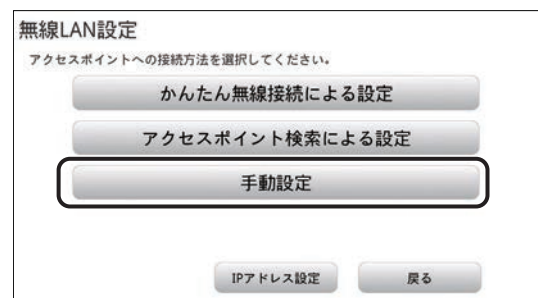 無線LAN設定
アクセスポイントへの接続方法を選択してください。
かんたん無線接続による設定
アクセスポイント検索による設定
手動設定
IPアドレス設定 戻る